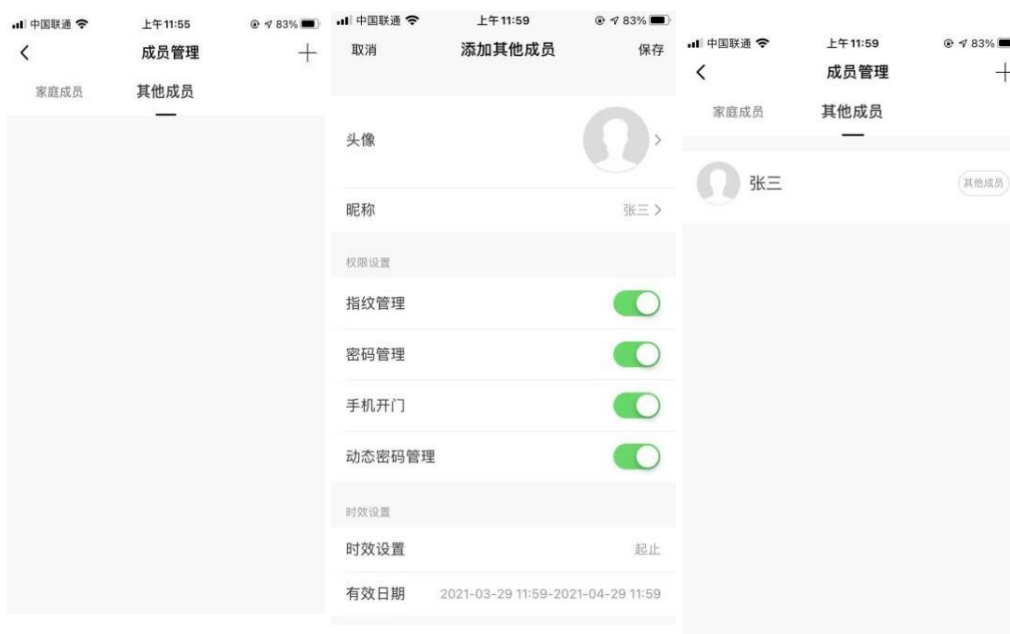 中国联通 上午11:55 83%
成员管理
家庭成员 其他成员
中国联通 上午11:59 83%
取消 添加其他成员 保存
头像
昵称 张三
权限设置
指纹管理
密码管理
手机开门
动态密码管理
时效设置
时效设置 起止
有效日期 2021-03-29 11:59-2021-04-29 11:59
中国联通 上午11:59 83%
成员管理
家庭成员 其他成员
张三 其他成员